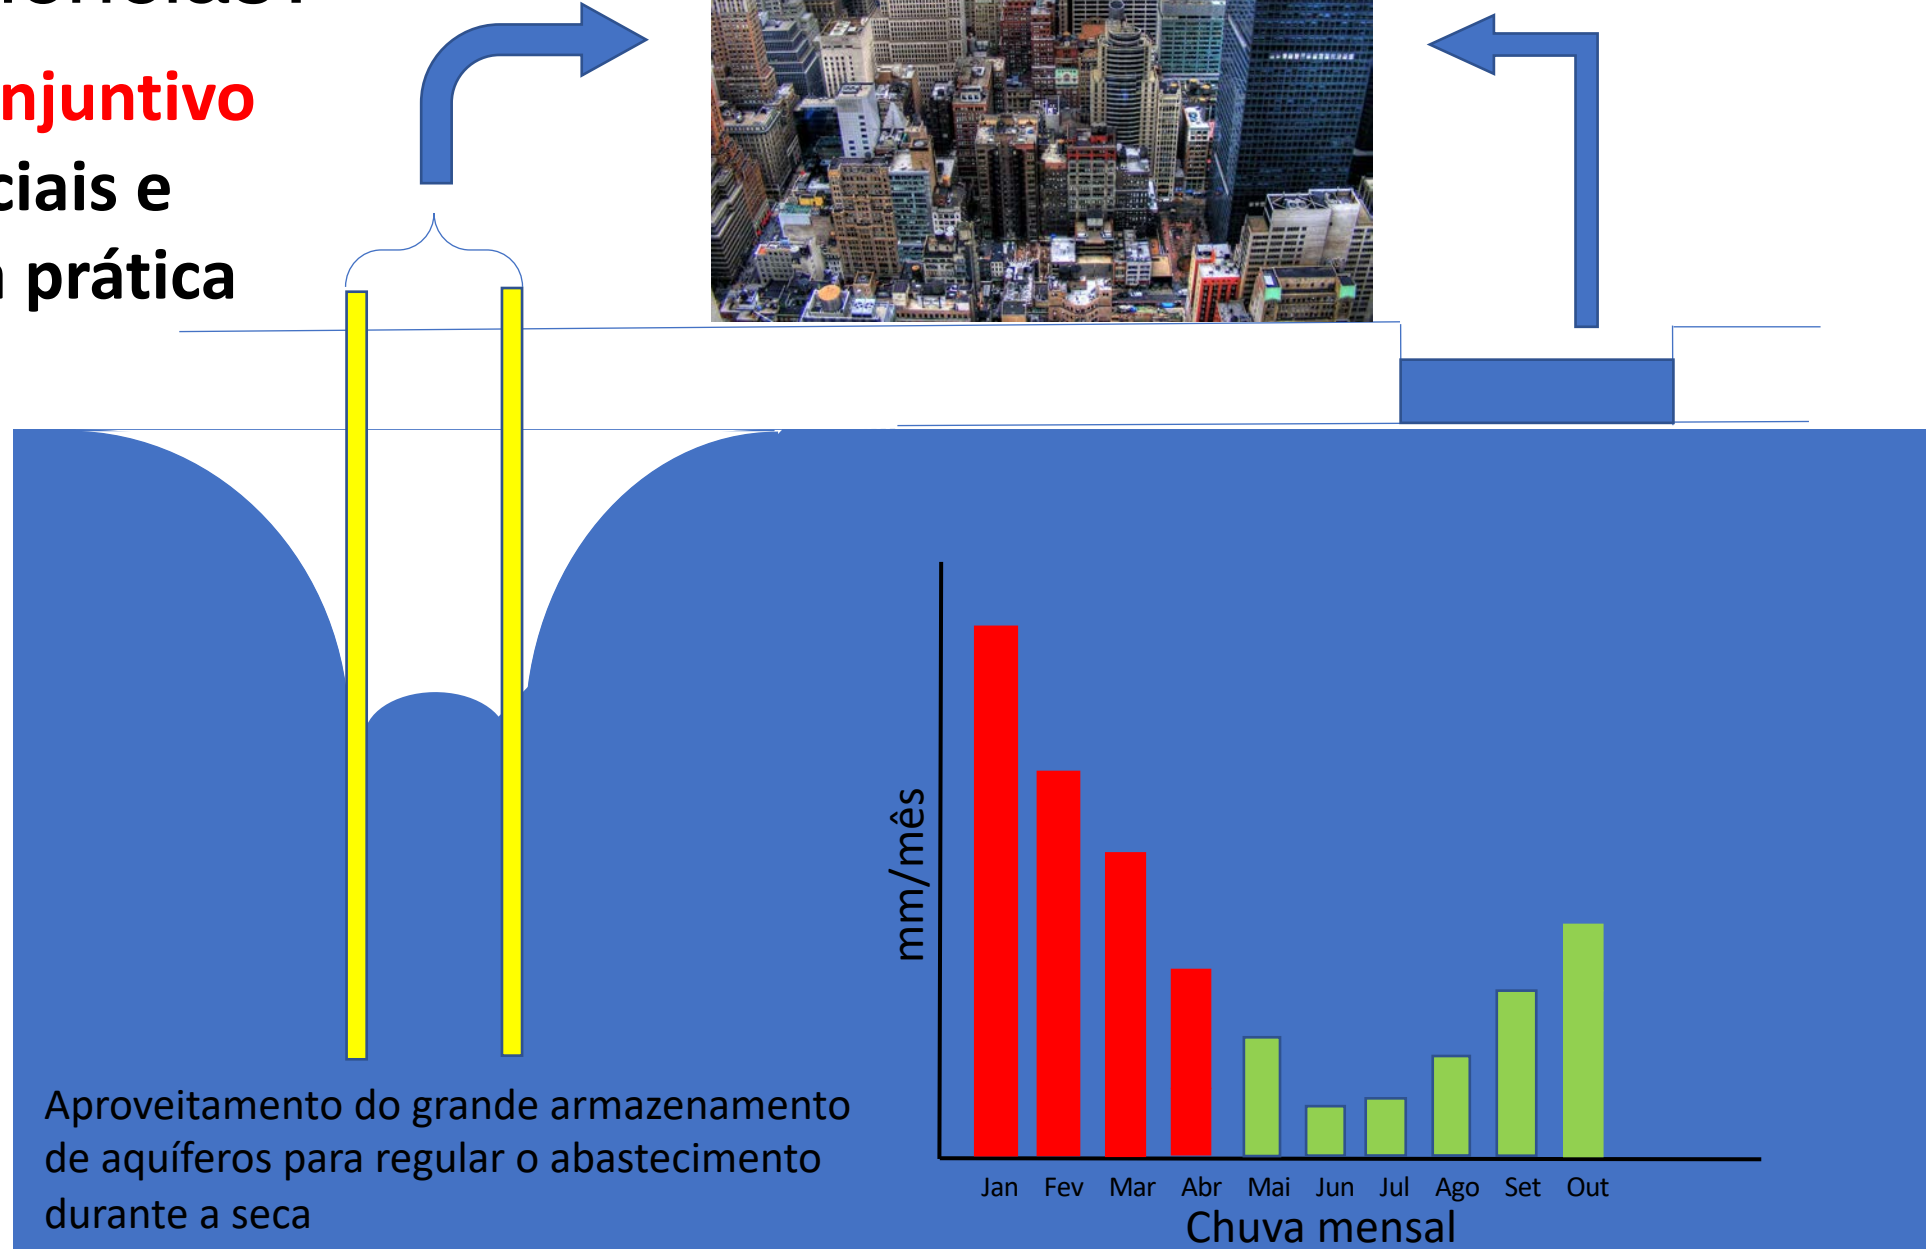 njuntivo
ciais e
prática
mm/mês
Jan Fev Mar Abr Mai Jun Jul Ago Set Out
Chuva mensal
Aproveitamento do grande armazenamento
de aquíferos para regular o abastecimento
durante a seca